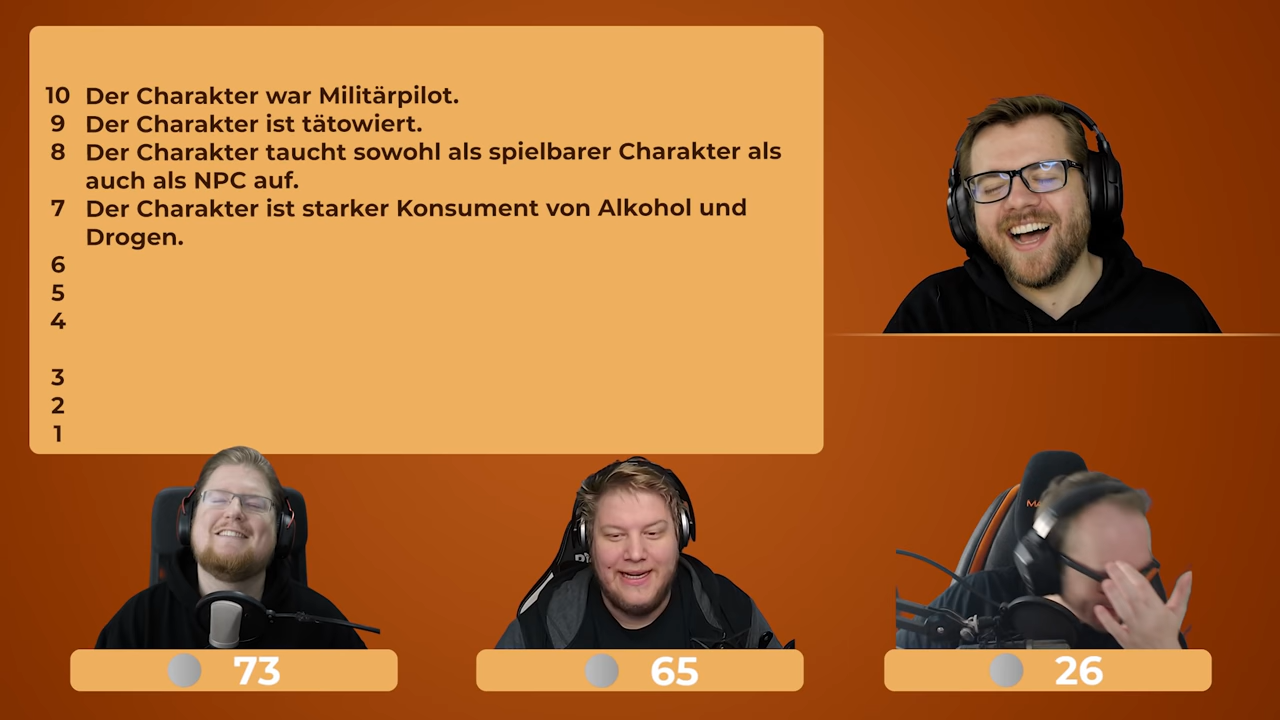 10 Der Charakter war Militärpilot.
9 Der Charakter ist tätowiert.
8 Der Charakter taucht sowohl als spielbarer Charakter als
auch als NPC auf.
7 Der Charakter ist starker Konsument von Alkohol und
Drogen.
6
5
4
3
2
1
73
65
26